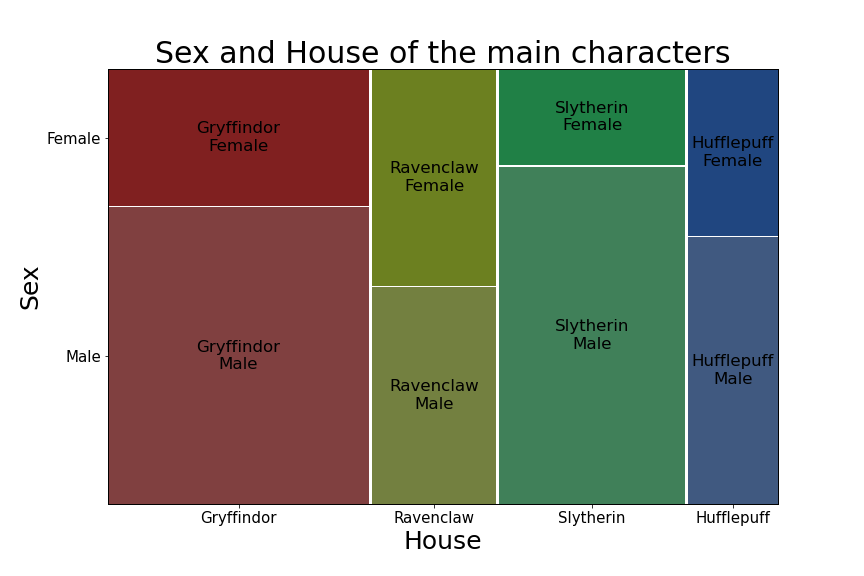 Sex and House of the main characters
Female
Male
Sex
Gryffindor
Female
Gryffindor
Male
Ravenclaw
Female
Ravenclaw
Male
Slytherin
Female
Slytherin
Male
Hufflepuff
Female
Hufflepuff
Male
Gryffindor
Ravenclaw
Slytherin
Hufflepuff
House